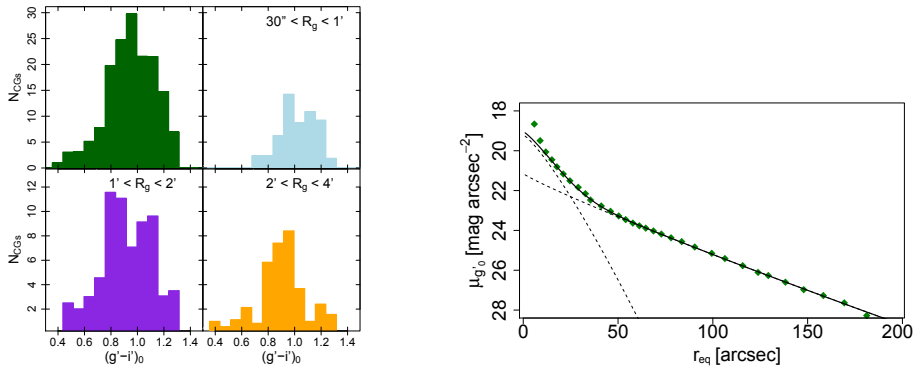 30" < R_g < 1'
N_CGs
0 5 10 15 20 25 30
1' < R_g < 2'
2' < R_g < 4'
N_CGs
2 4 6 8 10 12
0.4 0.6 0.8 1.0 1.2 1.4
0.4 0.6 0.8 1.0 1.2 1.4
(g'−i')_0
(g'−i')_0
μ_g'_0 [mag arcsec^−2]
18
20
22
24
26
28
0 50 100 150 200
r_eq [arcsec]